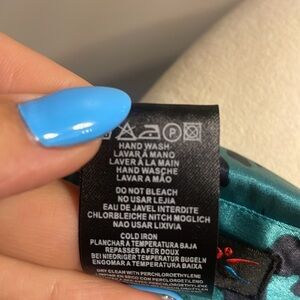 HAND WASH
LAVAR A MANO
LAVER À LA MAIN
HAND WASCHE
LAVAR A MÃO
DO NOT BLEACH
NO USAR LEJIA
EAU DE JAVEL INTERDITE
CHLORBLEICHE NITCH MOGLICH
NAO USAR LIXIVIA
COLD IRON
PLANCHAR A TEMPERATURA BAJA
REPASSER A FER DOUX
BEI NIEDRIGER TEMPERATUR BUGELN
ENGOMAR A TEMPERATURA BAIXA
DRY CLEAN WITH PERCHLOROETHYLENE